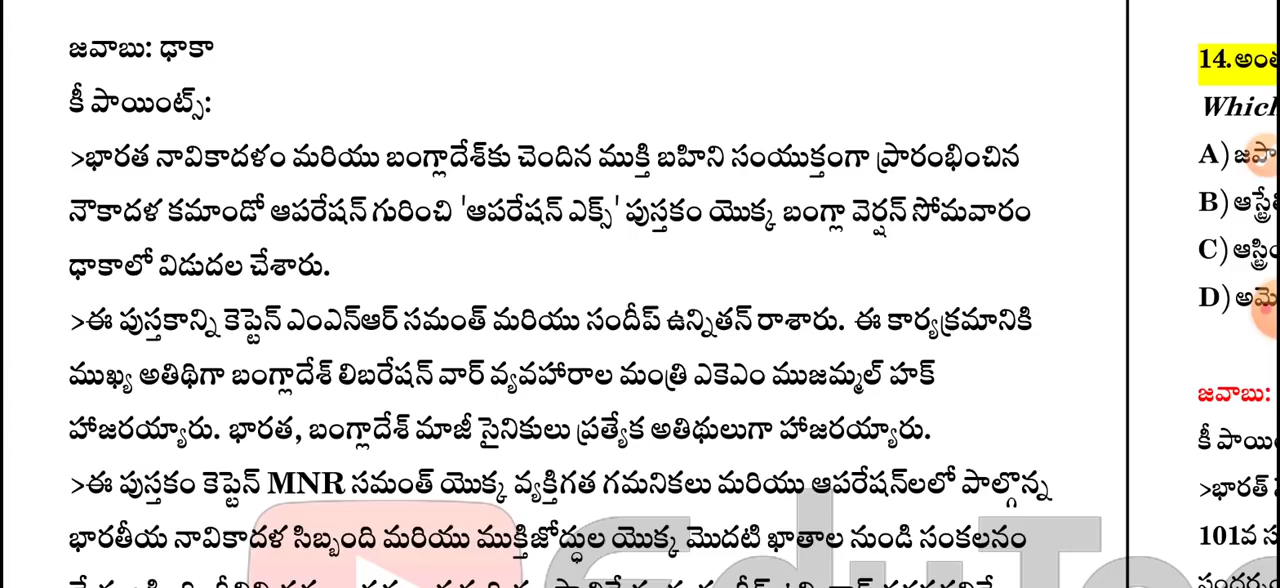 జవాబు: ఢాకా
కీ పాయింట్స్:
>భారత నావికాదళం మరియు బంగ్లాదేశ్‌కు చెందిన ముక్తి బహిని సంయుక్తంగా ప్రారంభించిన
నౌకాదళ కమాండో ఆపరేషన్ గురించి 'ఆపరేషన్ ఎక్స్' పుస్తకం యొక్క బంగ్లా వెర్షన్ సోమవారం
ఢాకాలో విడుదల చేశారు.
>ఈ పుస్తకాన్ని కెప్టెన్ ఎంఎన్ఆర్ సమంత్ మరియు సందీప్ ఉన్నితన్ రాశారు. ఈ కార్యక్రమానికి
ముఖ్య అతిథిగా బంగ్లాదేశ్ లిబరేషన్ వార్ వ్యవహారాల మంత్రి ఎకెఎం ముజమ్మల్ హక్
హాజరయ్యారు. భారత, బంగ్లాదేశ్ మాజీ సైనికులు ప్రత్యేక అతిథులుగా హాజరయ్యారు.
>ఈ పుస్తకం కెప్టెన్ MNR సమంత్ యొక్క వ్యక్తిగత గమనికలు మరియు ఆపరేషన్‌లలో పాల్గొన్న
భారతీయ నావికాదళ సిబ్బంది మరియు ముక్తిజోద్ధుల యొక్క మొదటి ఖాతాల నుండి సంకలనం
14.
A)
B)
C)
D)
జవాబు:
కీ
>భారత్
101వ